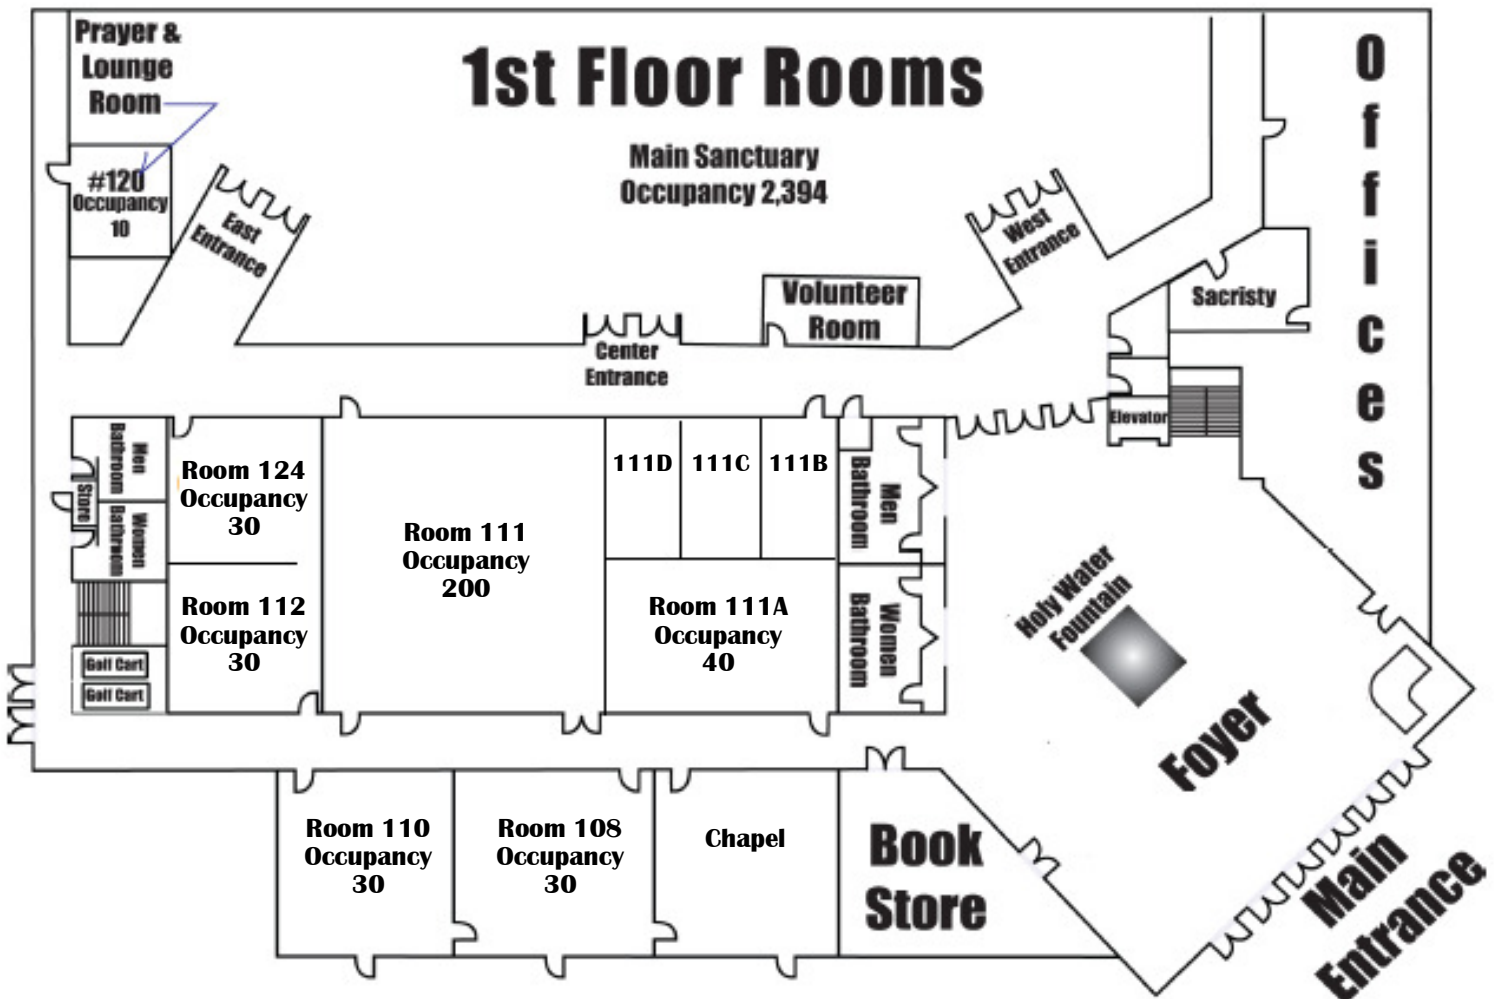 Prayer &
Lounge
Room
1st Floor Rooms
Main Sanctuary
Occupancy 2,394
#120
Occupancy
10
East
Entrance
West
Entrance
Volunteer
Room
Center
Entrance
Sacristy
Offices
Elevator
Men
Bathroom
Store
Women
Bathroom
Golf Cart
Golf Cart
Room 124
Occupancy
30
Room 112
Occupancy
30
Room 111
Occupancy
200
111D
111C
111B
Room 111A
Occupancy
40
Men
Bathroom
Women
Bathroom
Holy Water
Fountain
Foyer
Room 110
Occupancy
30
Room 108
Occupancy
30
Chapel
Book
Store
Main
Entrance